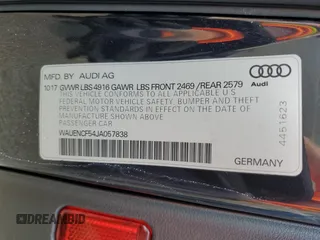 MFD. BY AUDI AG
10 17 GVWR LBS 4916 GAWR LBS FRONT 2469 /REAR 2579
THIS VEHICLE CONFORMS TO ALL APPLICABLE U.S.
FEDERAL MOTOR VEHICLE SAFETY, BUMPER, AND THEFT
PREVENTION STANDARDS IN EFFECT ON THE DATE OF
MANUFACTURE SHOWN ABOVE.
PASSENGER CAR
WAUENCF54JA057838
Audi
4451623
GERMANY
DREAMBID